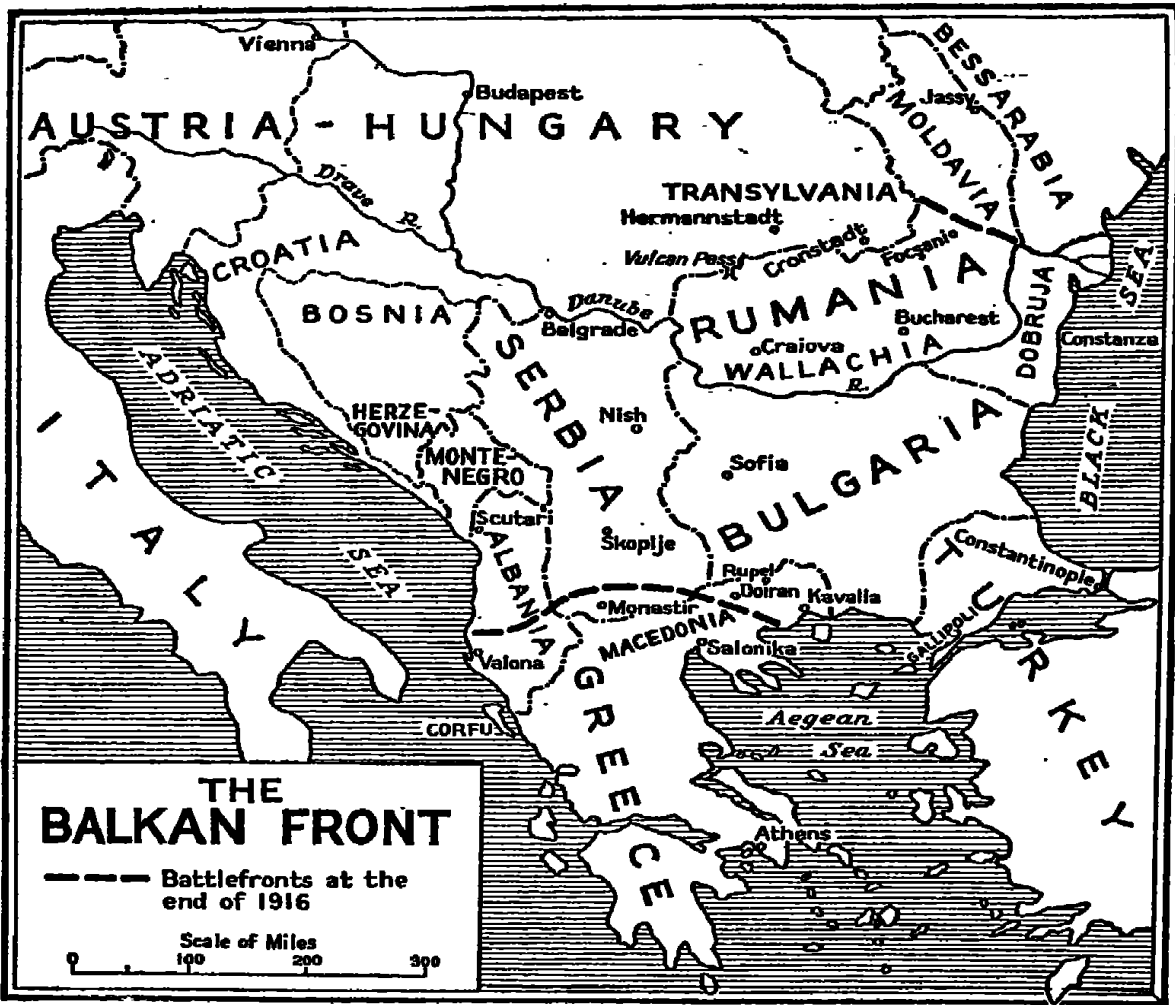 Vienna
Budapest
AUSTRIA - HUNGARY
BESSARABIA
Jassy
MOLDAVIA
Drave R.
TRANSYLVANIA
Hermannstadt
CROATIA
Vulcan Pass
Cronstadt
Focsani
BOSNIA
Danube
Belgrade
RUMANIA
Bucharest
Craiova
WALLACHIA
R.
DOBRUJA
Constanza
BLACK SEA
SERBIA
ADRIATIC SEA
ITALY
HERZE-
GOVINA
MONTE-
NEGRO
Nish
Sofia
BULGARIA
Scutari
ALBANIA
Skoplje
Rupel
Doiran
Kavalla
Constantinople
TURKEY
GALLIPOLI
Monastir
MACEDONIA
Salonika
Valona
GREECE
CORFU
Aegean
Sea
Athens
THE
BALKAN FRONT
Battlefronts at the
end of 1916
Scale of Miles
0 100 200 300